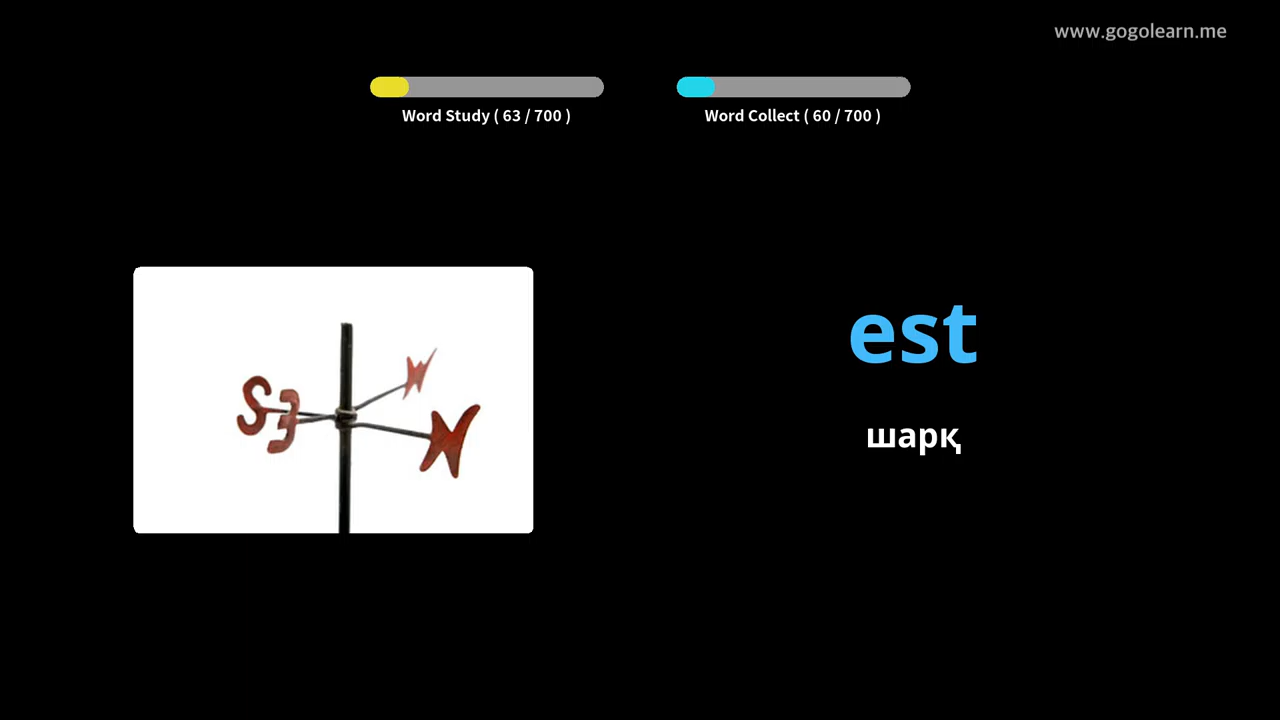 www.gogolearn.me
Word Study ( 63 / 700 )
Word Collect ( 60 / 700 )
est
шарқ
S E N W